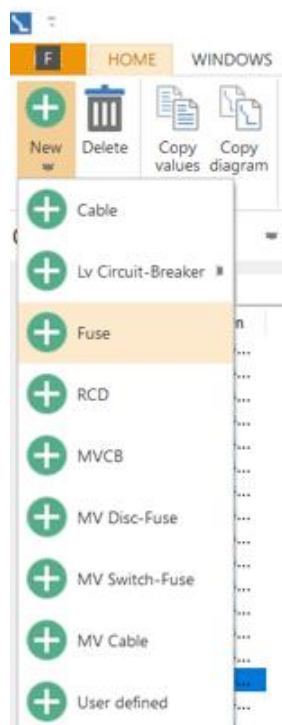 F HOME WINDOWS
New Delete Copy values Copy diagram
Cable
Lv Circuit-Breaker
Fuse
RCD
MVCB
MV Disc-Fuse
MV Switch-Fuse
MV Cable
User defined